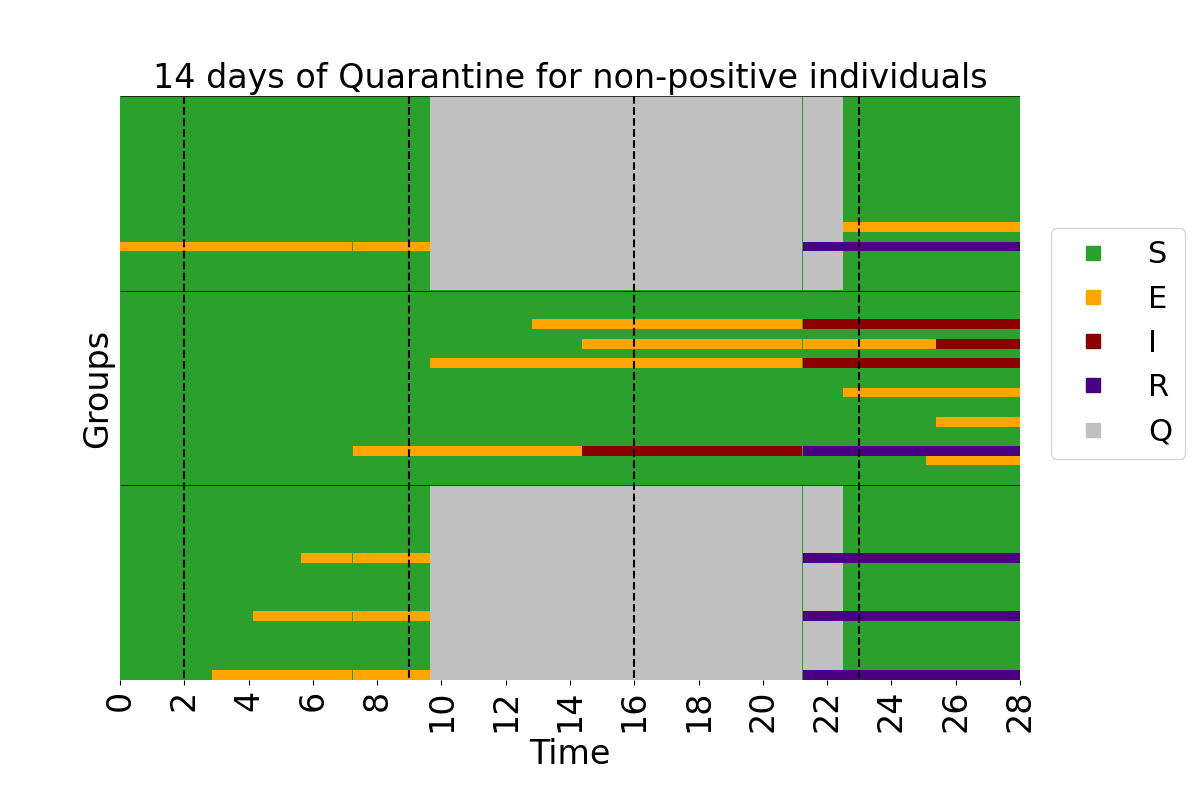 14 days of Quarantine for non-positive individuals
Groups
0 2 4 6 8 10 12 14 16 18 20 22 24 26 28
Time
S
E
I
R
Q